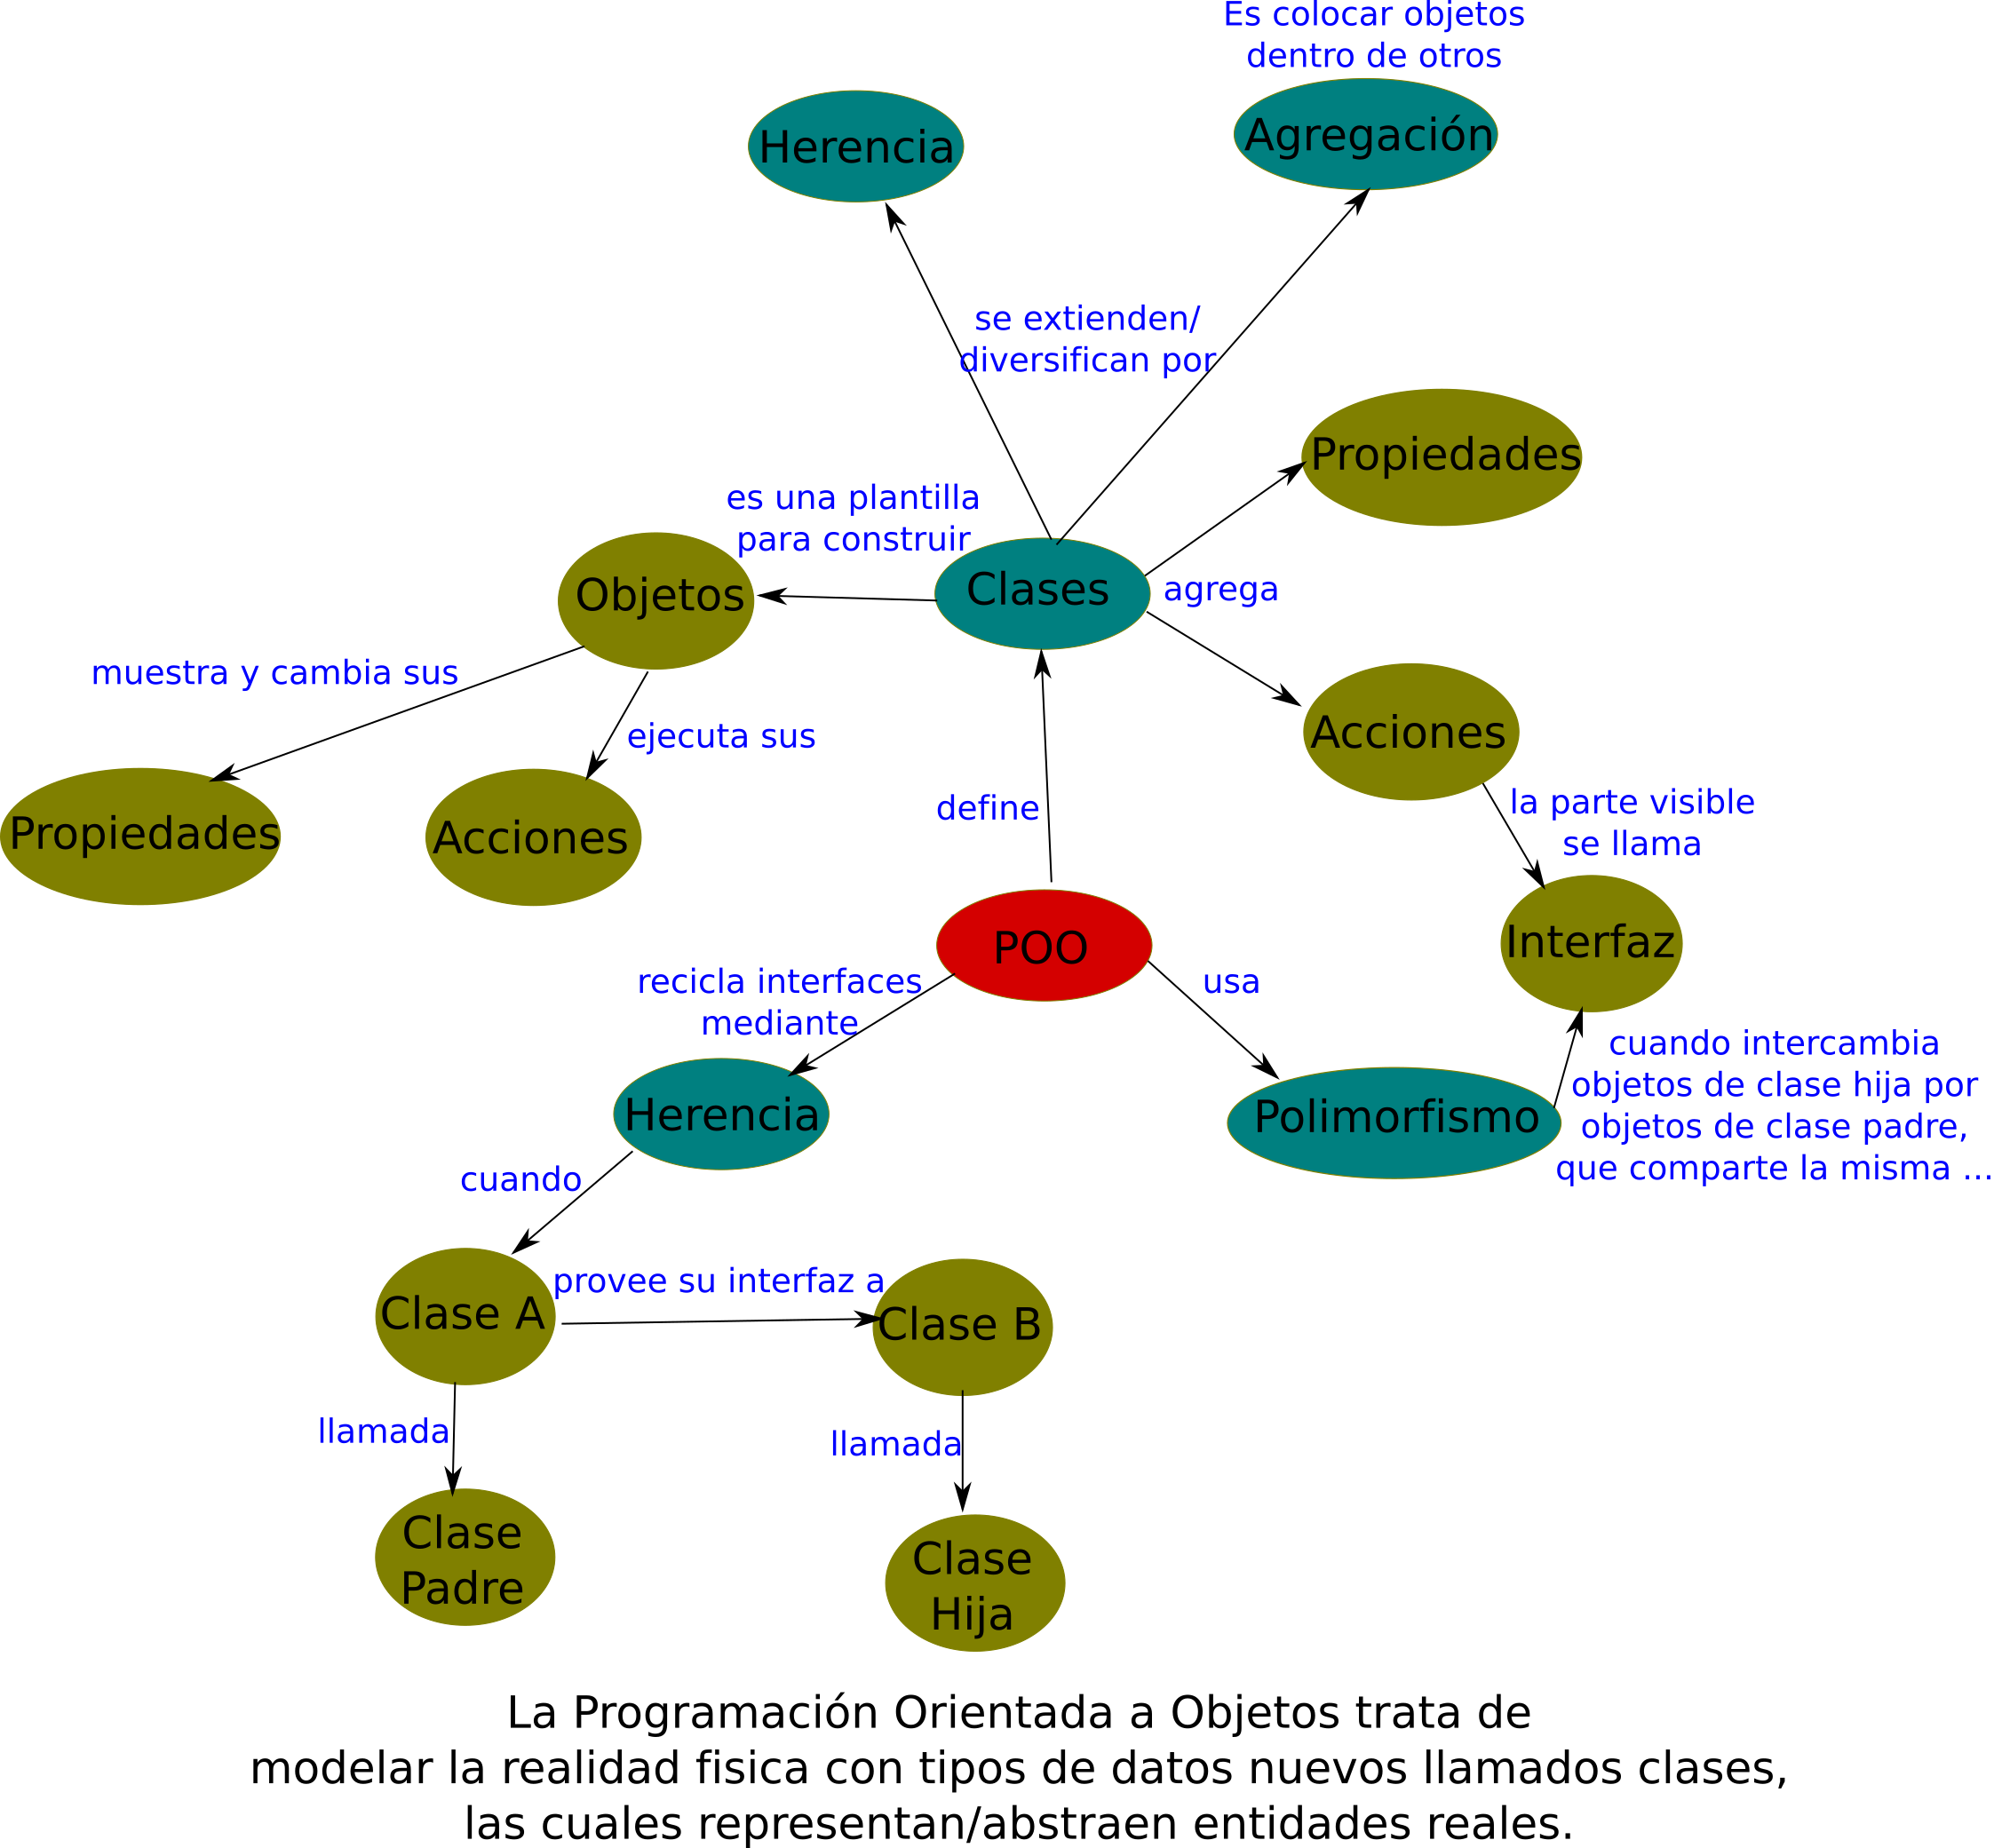 Es colocar objetos
dentro de otros
Herencia
Agregación
se extienden/
diversifican por
Propiedades
es una plantilla
para construir
Objetos
Clases
agrega
muestra y cambia sus
ejecuta sus
Acciones
la parte visible
se llama
define
Propiedades
Acciones
POO
Interfaz
recicla interfaces
mediante
usa
cuando intercambia
objetos de clase hija por
objetos de clase padre,
que comparte la misma ...
Herencia
Polimorfismo
cuando
provee su interfaz a
Clase A
Clase B
llamada
llamada
Clase
Padre
Clase
Hija
La Programación Orientada a Objetos trata de
modelar la realidad fisica con tipos de datos nuevos llamados clases,
las cuales representan/abstraen entidades reales.